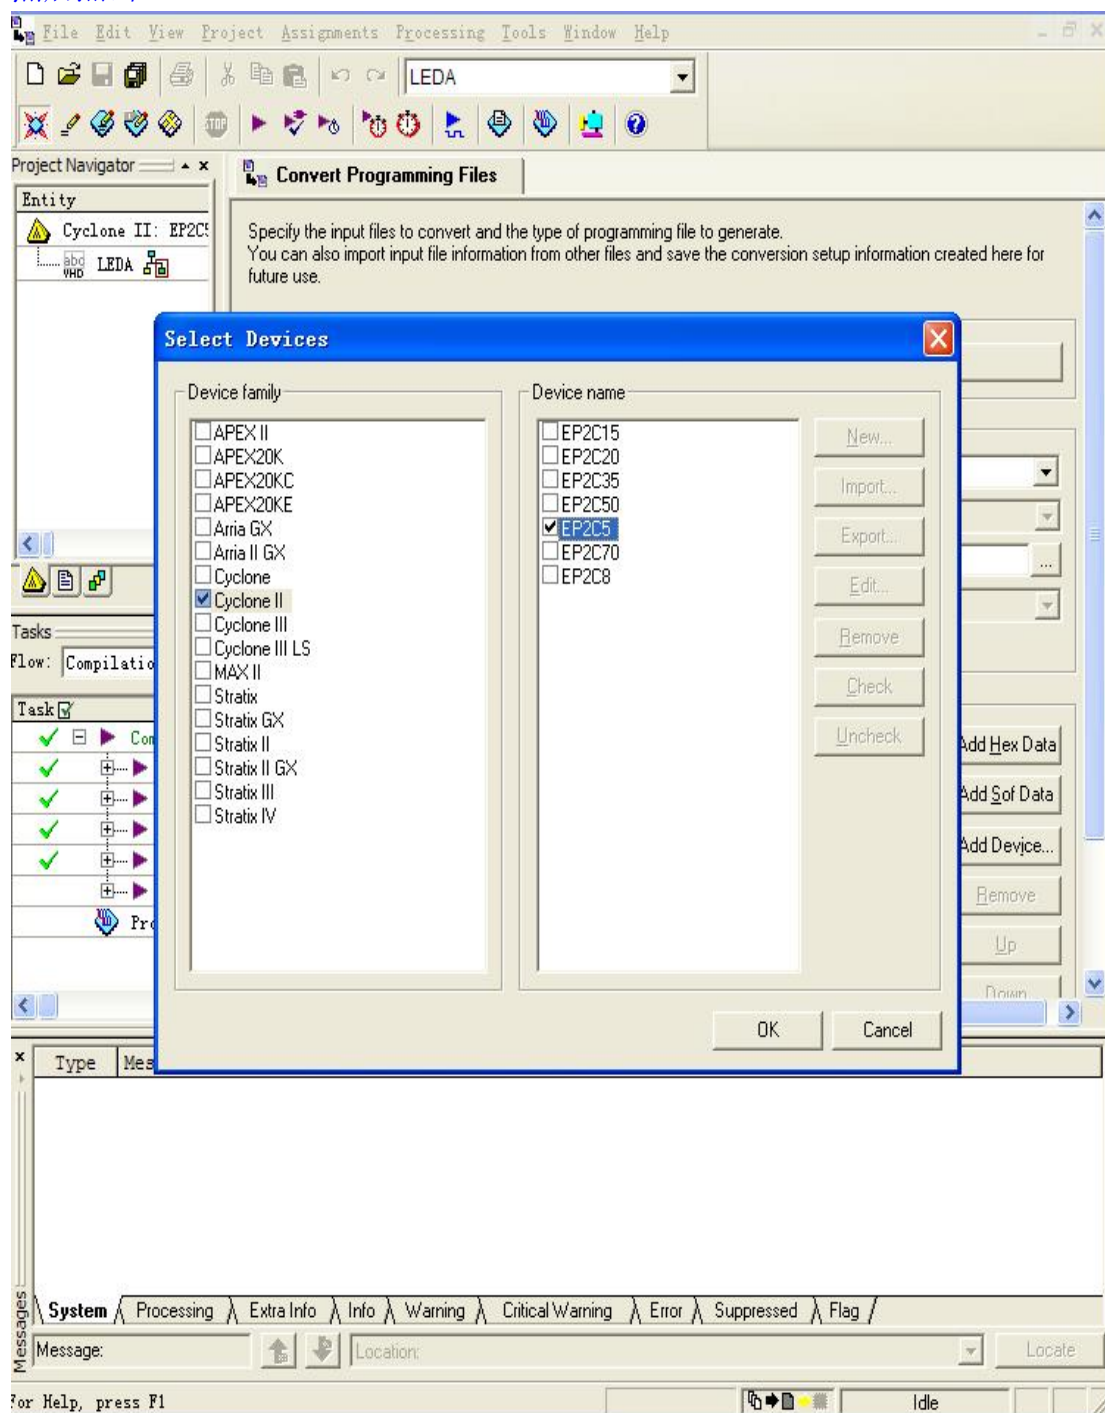 File Edit View Project Assignments Processing Tools Window Help
LEDA
STOP
Project Navigator
Convert Programming Files
Entity
Cyclone II: EP2C5
abc VHD LEDA
Specify the input files to convert and the type of programming file to generate.
You can also import input file information from other files and save the conversion setup information created here for
future use.
Select Devices
Device family
APEX II
APEX20K
APEX20KC
APEX20KE
Arria GX
Arria II GX
Cyclone
Cyclone II
Cyclone III
Cyclone III LS
MAX II
Stratix
Stratix GX
Stratix II
Stratix II GX
Stratix III
Stratix IV
Device name
EP2C15
EP2C20
EP2C35
EP2C50
EP2C5
EP2C70
EP2C8
New...
Import...
Export...
Edit...
Remove
Check
Uncheck
OK
Cancel
...
Tasks
Flow: Compilatio
Task
Com
Pro
Add Hex Data
Add Sof Data
Add Device...
Remove
Up
Down
Type Mes
System Processing Extra Info Info Warning Critical Warning Error Suppressed Flag
Messages
Message:
Location:
Locate
For Help, press F1
Idle